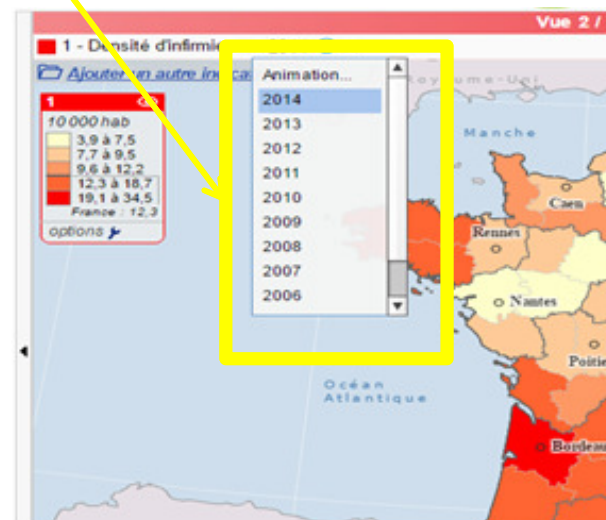 Vue 2 /
1 - Densité d'infirmie
Ajouter un autre indica
Animation...
2014
2013
2012
2011
2010
2009
2008
2007
2006
1
10 000 hab
3,9 à 7,5
7,7 à 9,5
9,6 à 12,2
12,3 à 18,7
19,1 à 34,5
France : 12,3
options
Royaume-Uni
Manche
Caen
Rennes
Nantes
Poitie
Océan
Atlantique
Bordeau